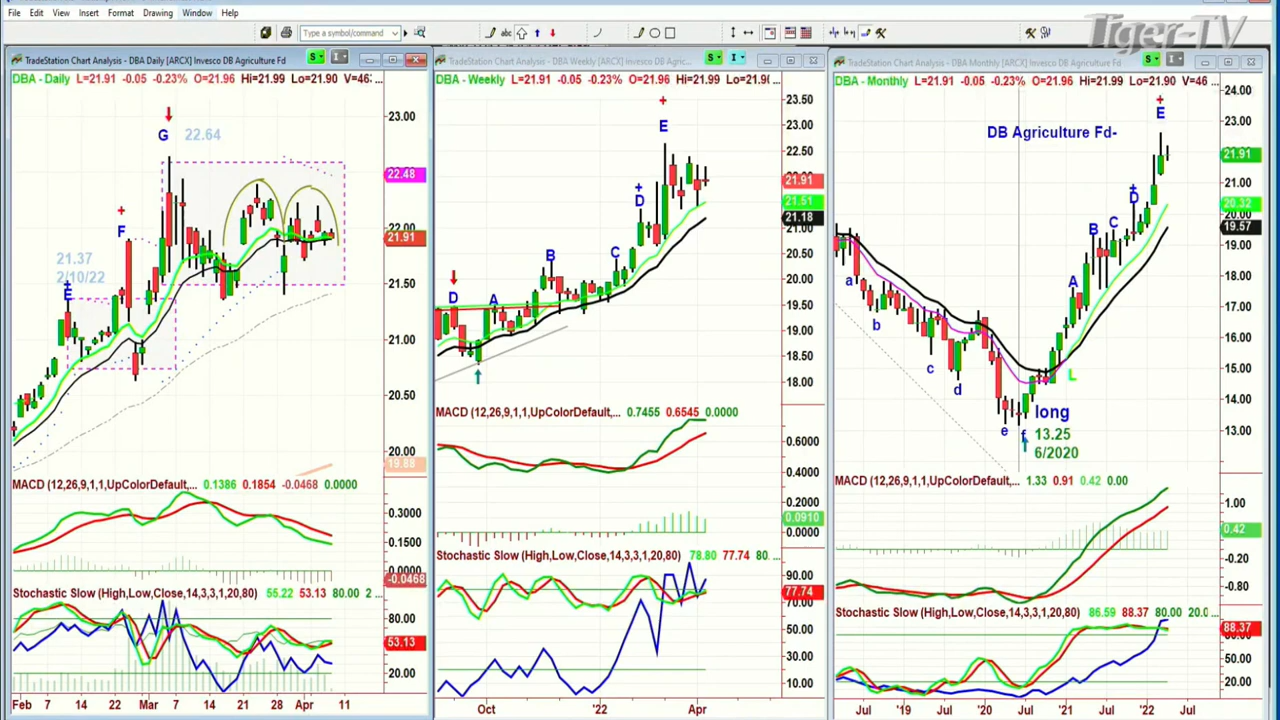 File Edit View Insert Format Drawing Window Help
Type a symbol/command
abc
Tiger-TV
TradeStation Chart Analysis - DBA Daily [ARCX] Invesco DB Agriculture Fd
DBA - Daily L=21.91 -0.05 -0.23% O=21.96 Hi=21.99 Lo=21.90 V=46 ...
G 22.64
F
21.37
2/10/22
E
23.00
22.48
22.00
21.91
21.50
21.00
20.50
20.00
19.88
MACD (12,26,9,1,1,UpColorDefault,... 0.1386 0.1854 -0.0468 0.0000
0.3000
0.1500
0.0000
-0.0468
Stochastic Slow (High,Low,Close,14,3,3,1,20,80) 55.22 53.13 80.00 2 ...
80.00
53.13
20.00
Feb 7 14 22 Mar 7 14 21 28 Apr 11
TradeStation Chart Analysis - DBA Weekly [ARCX] Invesco DB Agric...
DBA - Weekly L=21.91 -0.05 -0.23% O=21.96 Hi=21.99 Lo=21.90 ...
E
D
C
B
D
A
23.50
23.00
22.50
22.00
21.91
21.51
21.18
21.00
20.50
20.00
19.50
19.00
18.50
18.00
MACD (12,26,9,1,1,UpColorDefault,... 0.7455 0.6545 0.0000
0.6000
0.4000
0.2000
0.0910
0.0000
Stochastic Slow (High,Low,Close,14,3,3,1,20,80) 78.80 77.74 80 ...
90.00
77.74
70.00
50.00
30.00
10.00
Oct '22 Apr
TradeStation Chart Analysis - DBA Monthly [ARCX] Invesco DB Agriculture Fd
DBA - Monthly L=21.91 -0.05 -0.23% O=21.96 Hi=21.99 Lo=21.90 V=46 ...
DB Agriculture Fd-
E
D
B
C
A
a
b
c
d
e
f
L
long
13.25
6/2020
24.00
23.00
21.91
21.00
20.32
20.00
19.57
19.00
18.00
17.00
16.00
15.00
14.00
13.00
MACD (12,26,9,1,1,UpColorDefault,... 1.33 0.91 0.42 0.00
1.00
0.42
-0.20
-0.80
Stochastic Slow (High,Low,Close,14,3,3,1,20,80) 86.59 88.37 80.00 20.0 ...
88.37
80.00
50.00
20.00
Jul '19 Jul '20 Jul '21 Jul '22 Jul